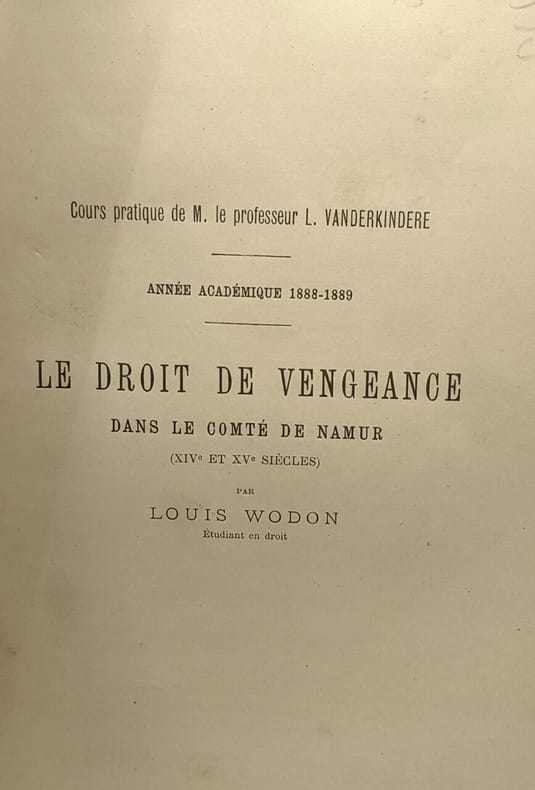 Cours pratique de M. le professeur L. VANDERKINDERE
ANNÉE ACADÉMIQUE 1888-1889
LE DROIT DE VENGEANCE
DANS LE COMTÉ DE NAMUR
(XIVe ET XVe SIÈCLES)
PAR
LOUIS WODON
Étudiant en droit